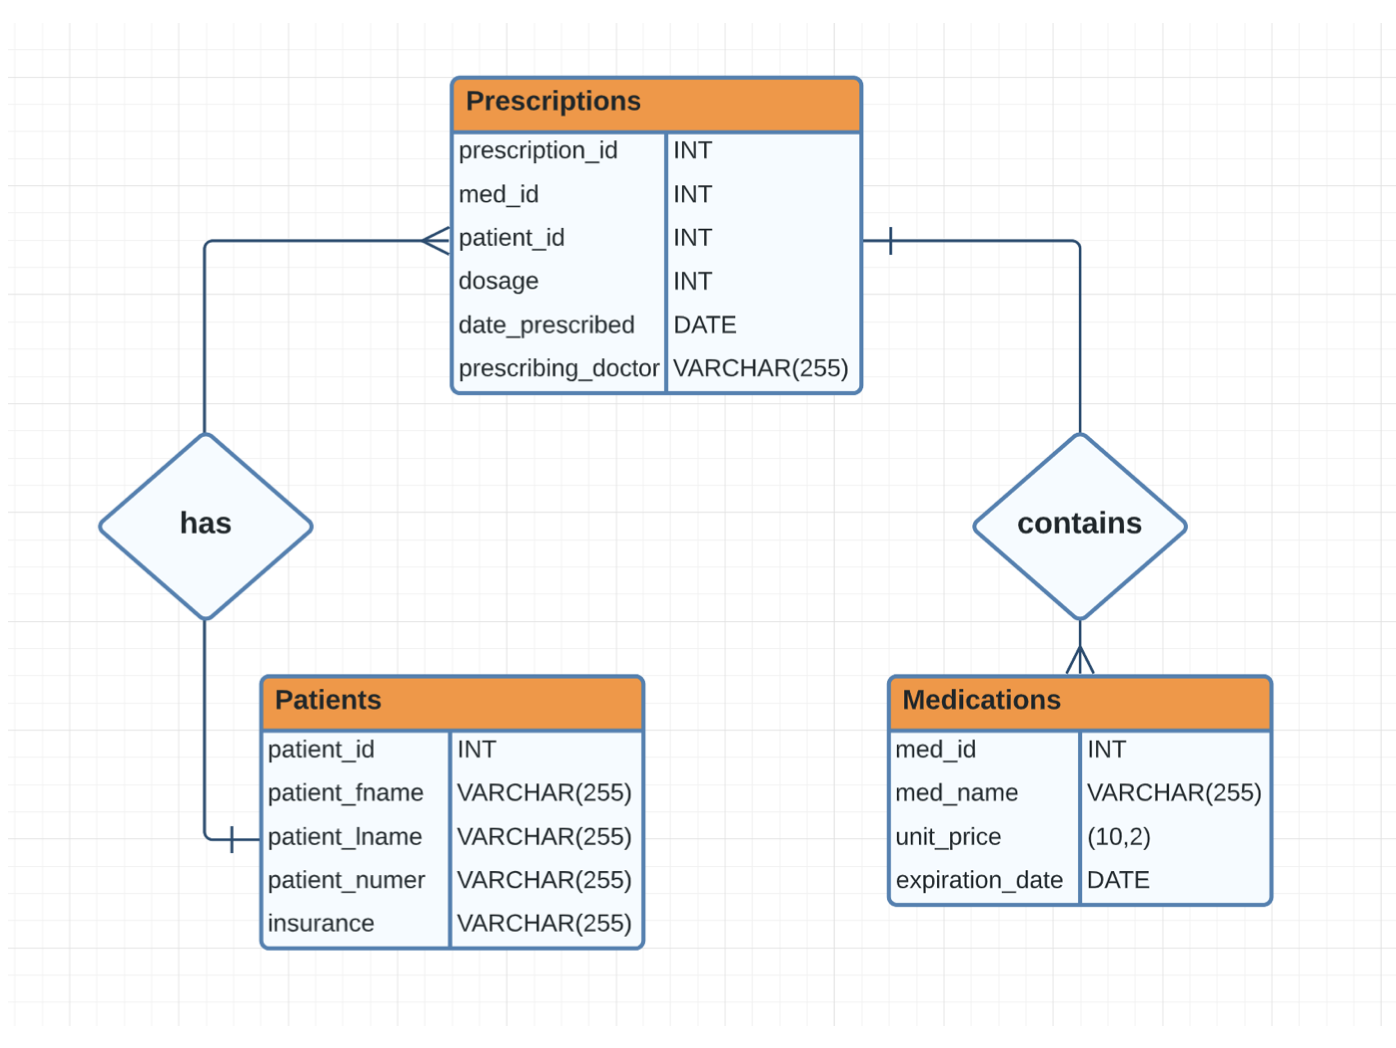 Prescriptions
prescription_id INT
med_id INT
patient_id INT
dosage INT
date_prescribed DATE
prescribing_doctor VARCHAR(255)
has
contains
Patients
patient_id INT
patient_fname VARCHAR(255)
patient_lname VARCHAR(255)
patient_numer VARCHAR(255)
insurance VARCHAR(255)
Medications
med_id INT
med_name VARCHAR(255)
unit_price (10,2)
expiration_date DATE